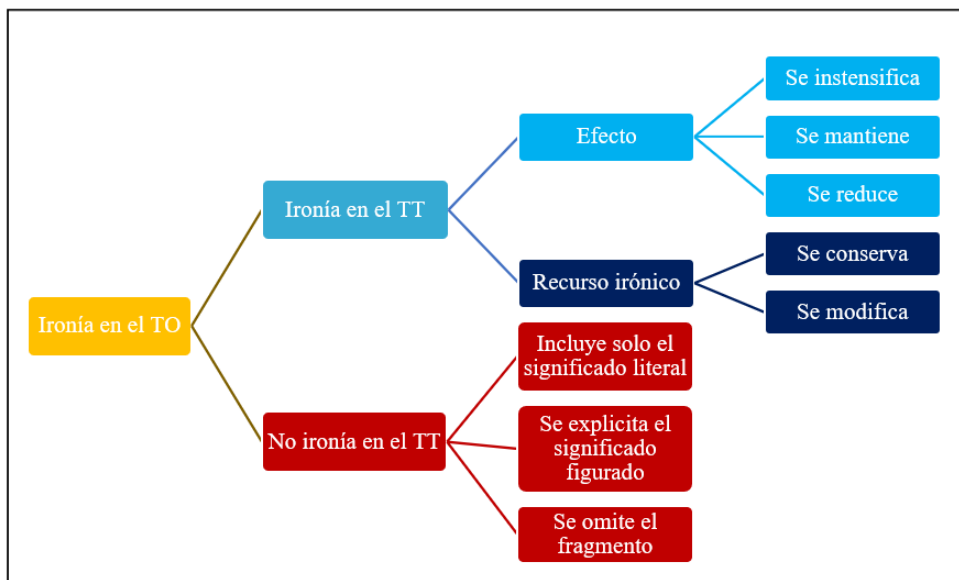 Ironía en el TO
Ironía en el TT
Efecto
Se instensifica
Se mantiene
Se reduce
Recurso irónico
Se conserva
Se modifica
No ironía en el TT
Incluye solo el
significado literal
Se explicita el
significado
figurado
Se omite el
fragmento